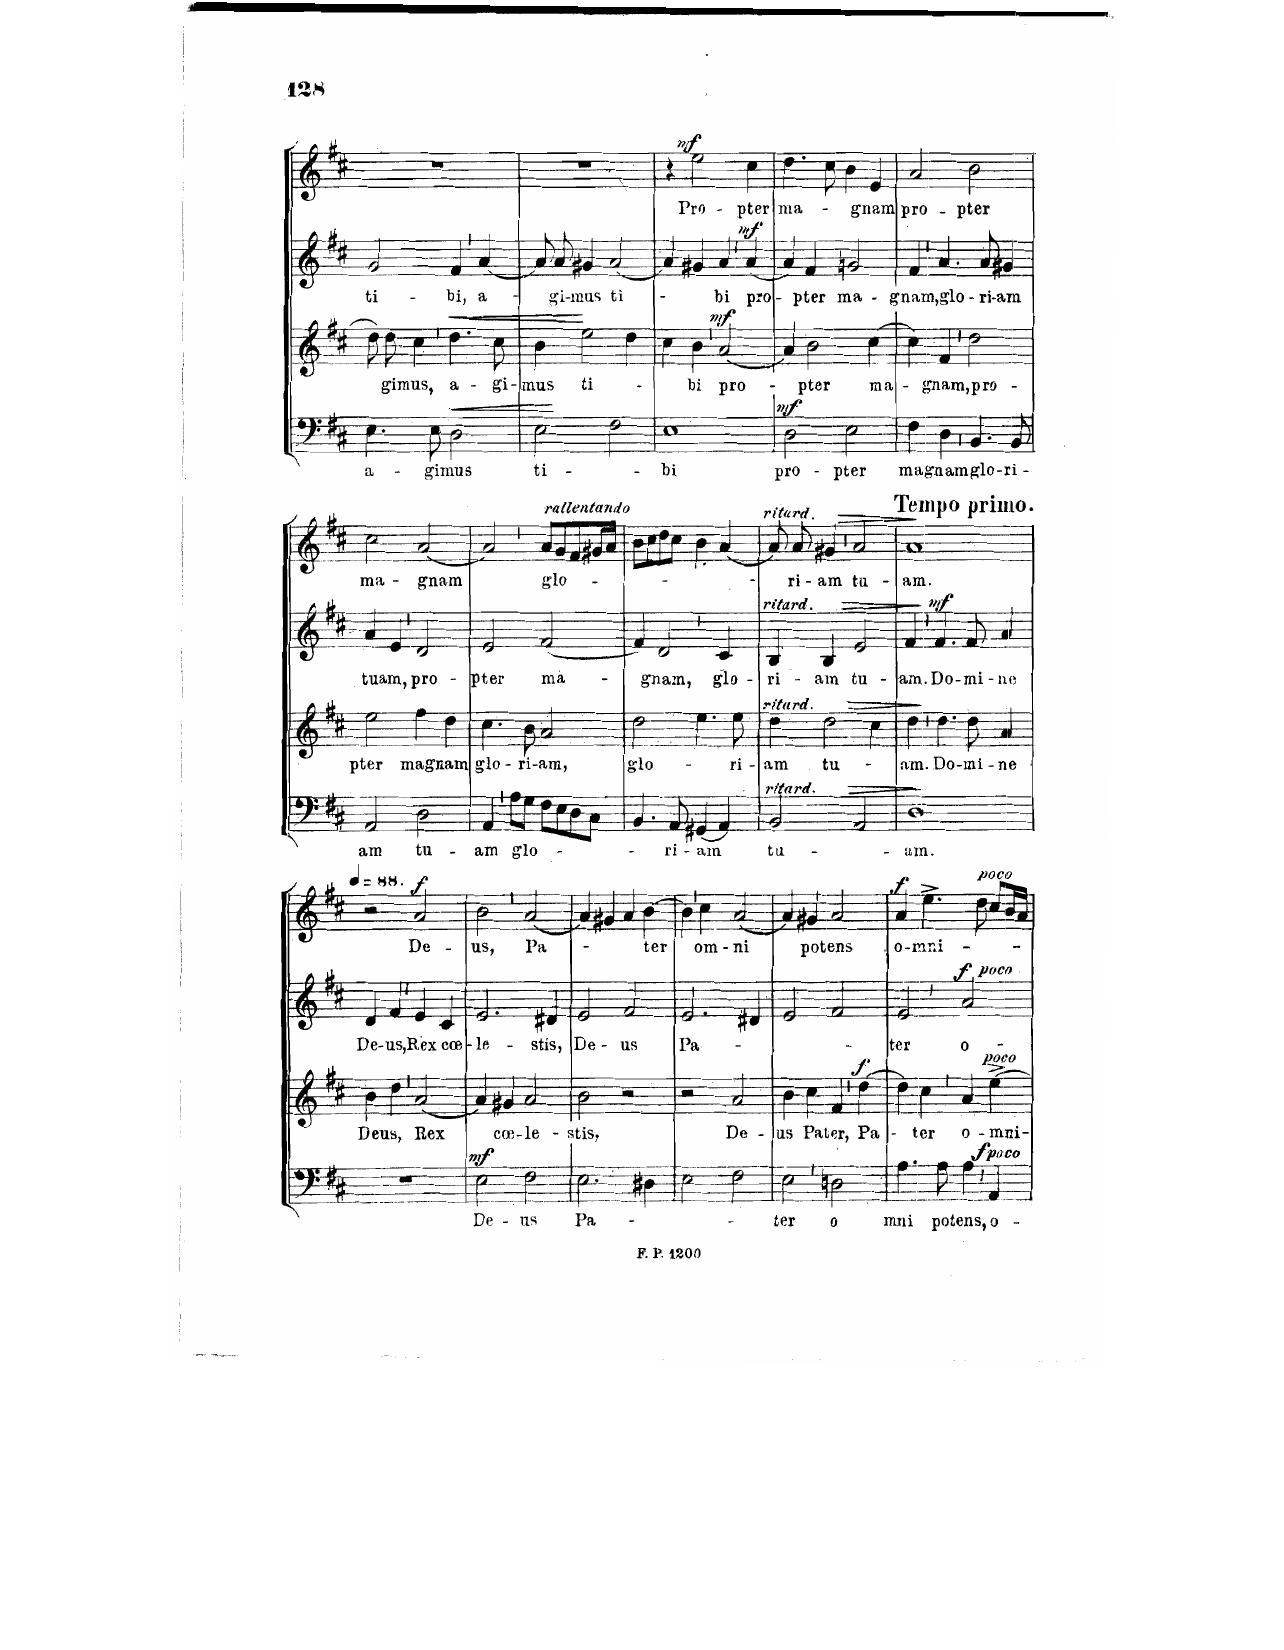 128
mf
Pro - pter ma - gnam pro - pter
mf
ti - bi, a - gi-mus ti - bi pro - pter ma - gnam, glo - ri-am
mf
gimus, a - gi - mus ti - bi pro - pter ma - gnam, pro -
mf
a - gimus ti - bi pro - pter magnam glo - ri -
Tempo primo.
rallentando ritard.
ma - gnam glo - - - ri - am tu - am.
ritard. mf
tuam, pro - pter ma - gnam, glo - ri - am tu - am. Do - mi - ne
ritard.
pter magnam glo - ri-am, glo - ri - am tu - am. Do - mi - ne
ritard.
am tu - am glo - - - ri - am tu - - am.
= 88. f f poco
De - us, Pa - - ter om - ni potens o-mni - - -
f poco
De-us, Rex cœ - le - stis, De - us Pa - - - ter o -
f poco
Deus, Rex cœ-le - stis, De - us Pater, Pa - ter o - mni -
mf f poco
De - us Pa - - - ter o mni potens, o -
F. P. 1200